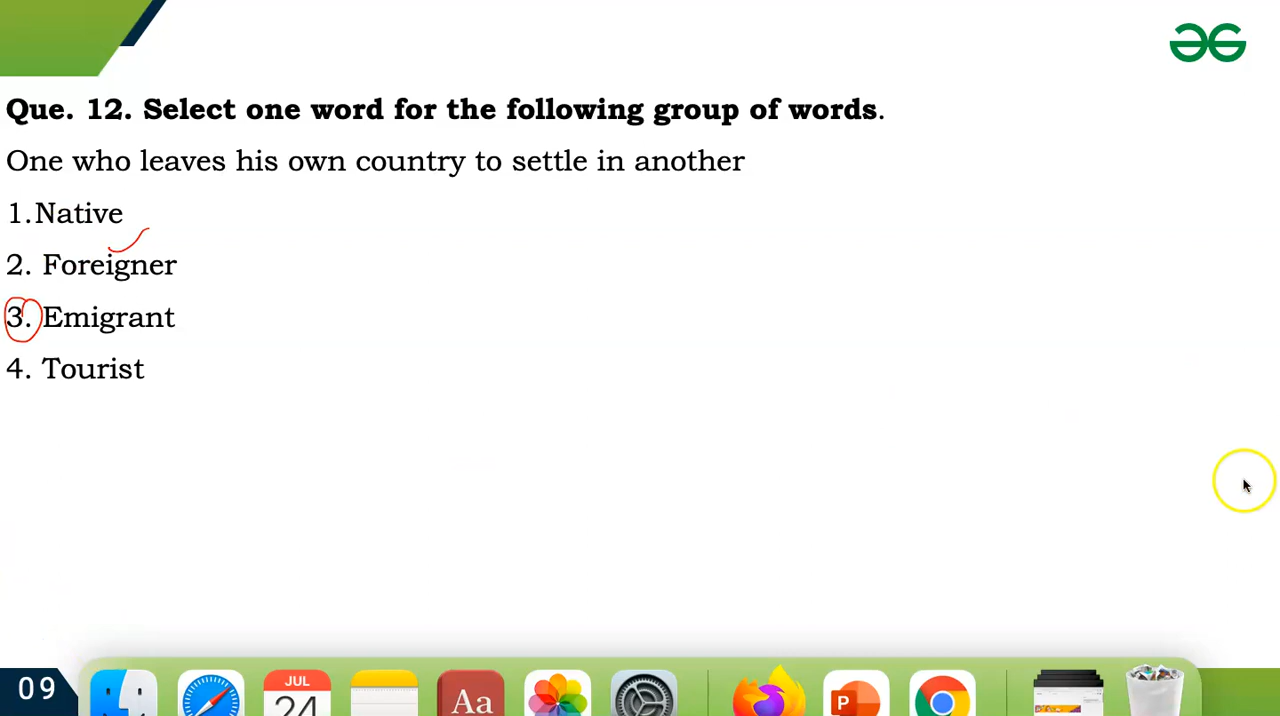 Que. 12. Select one word for the following group of words.
One who leaves his own country to settle in another
1.Native
2. Foreigner
3. Emigrant
4. Tourist
09
JUL
24
Aa
P